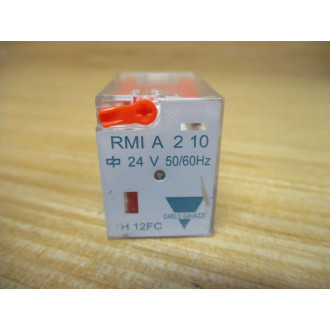 RMI A 2 10
24 V 50/60Hz
CARLO GAVAZZI
H 12FC